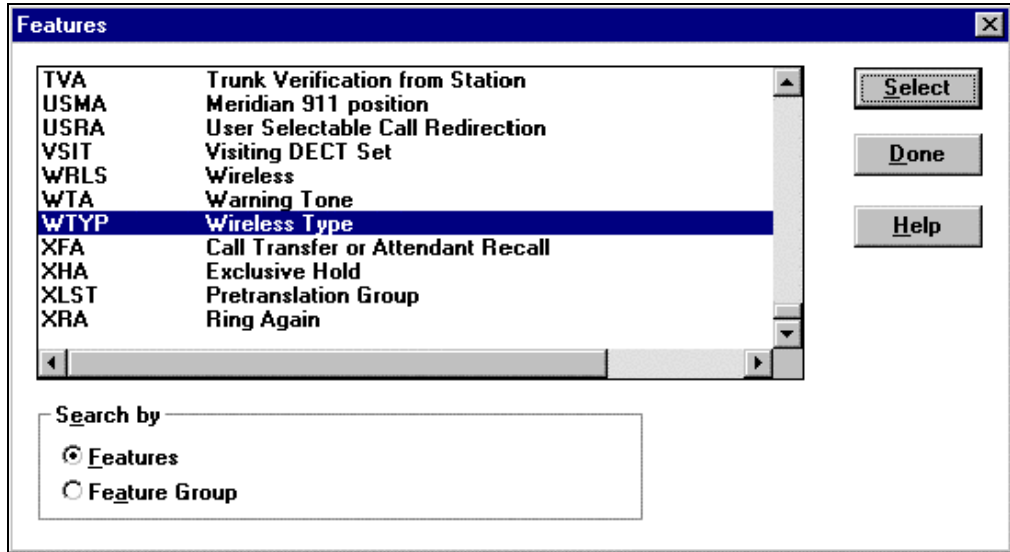 Features
TVA Trunk Verification from Station
USMA Meridian 911 position
USRA User Selectable Call Redirection
VSIT Visiting DECT Set
WRLS Wireless
WTA Warning Tone
WTYP Wireless Type
XFA Call Transfer or Attendant Recall
XHA Exclusive Hold
XLST Pretranslation Group
XRA Ring Again
Select
Done
Help
Search by
Features
Feature Group